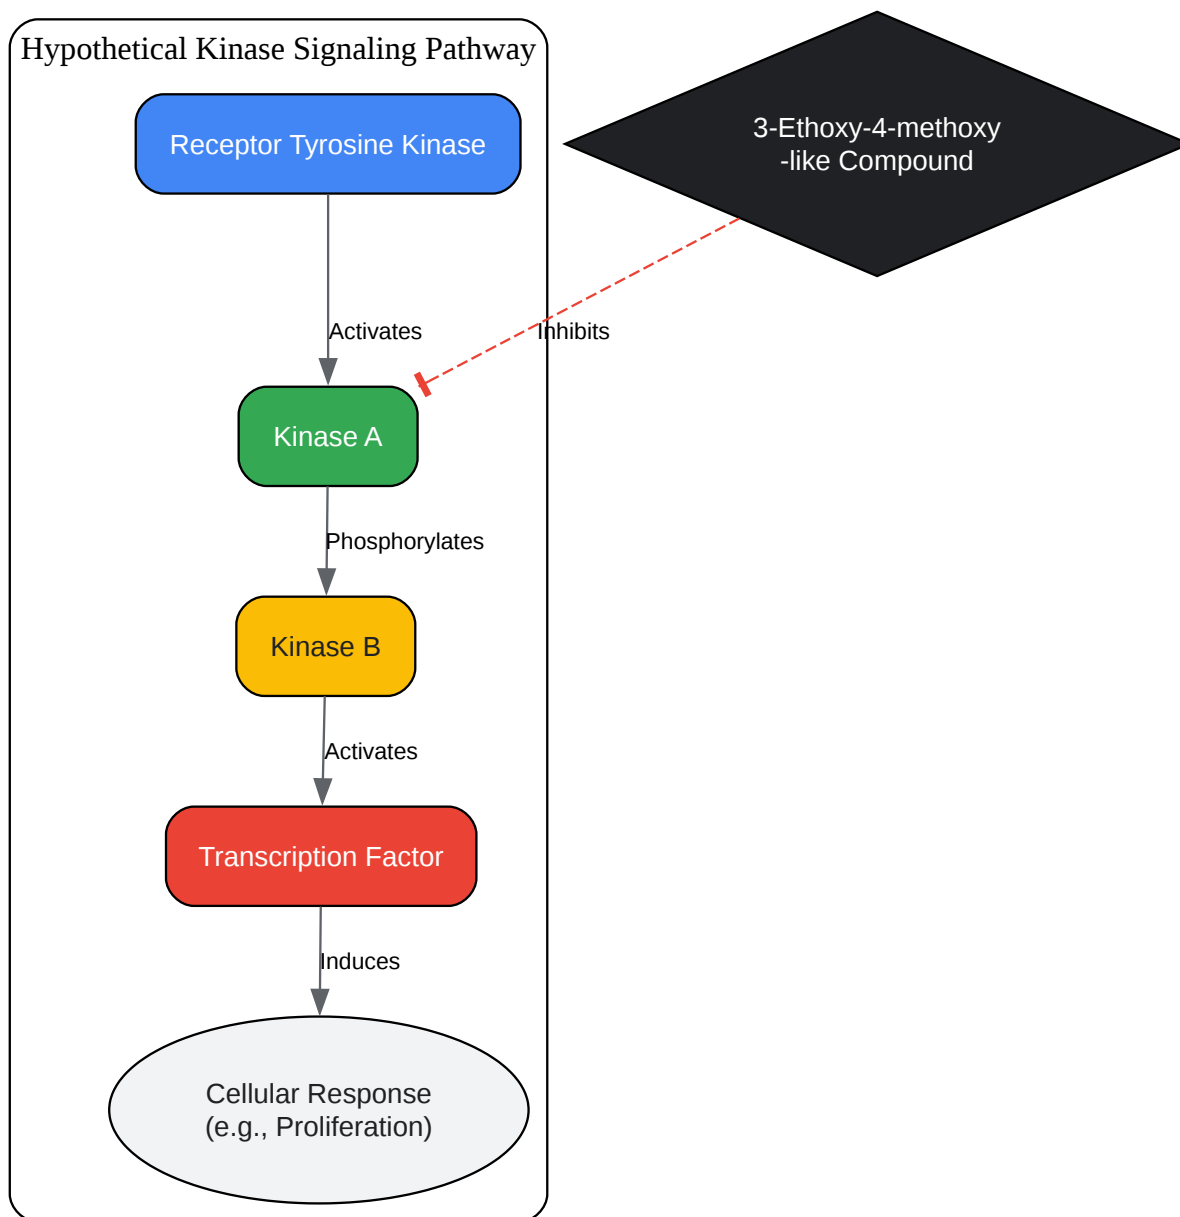 Hypothetical Kinase Signaling Pathway
Receptor Tyrosine Kinase
3-Ethoxy-4-methoxy
-like Compound
Activates
Inhibits
Kinase A
Phosphorylates
Kinase B
Activates
Transcription Factor
Induces
Cellular Response
(e.g., Proliferation)